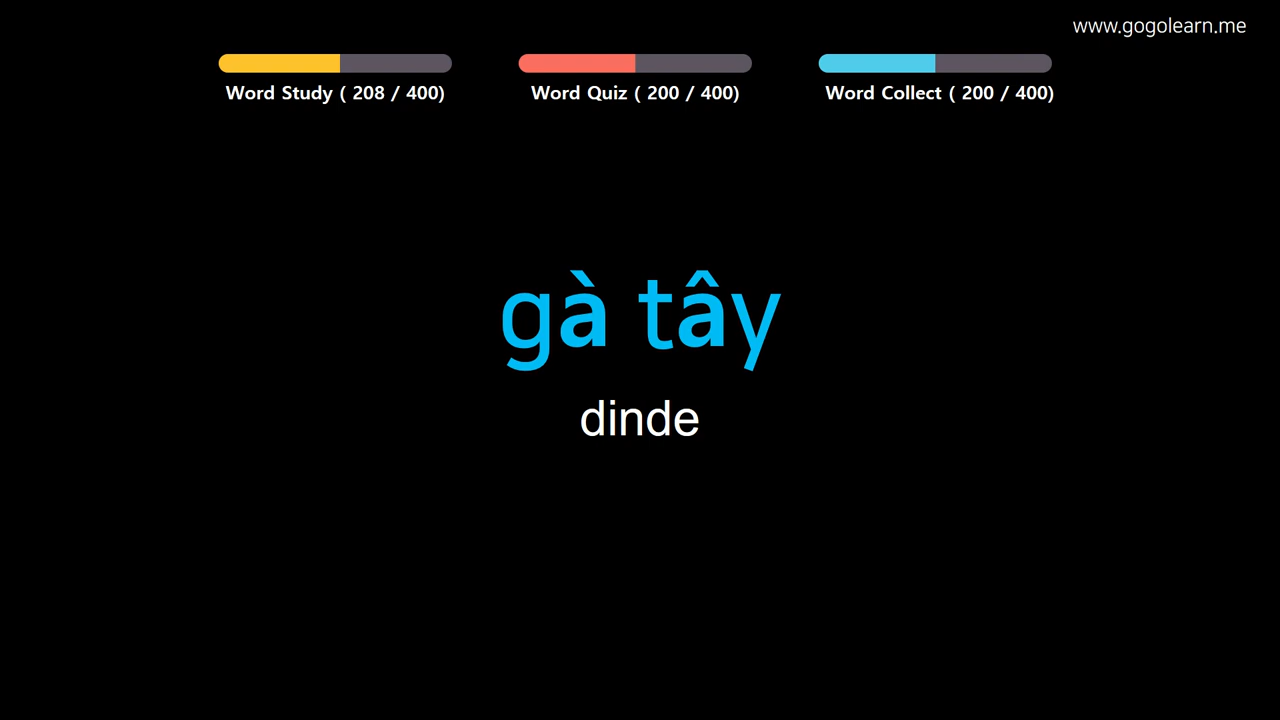 www.gogolearn.me
Word Study ( 208 / 400)
Word Quiz ( 200 / 400)
Word Collect ( 200 / 400)
gà tây
dinde